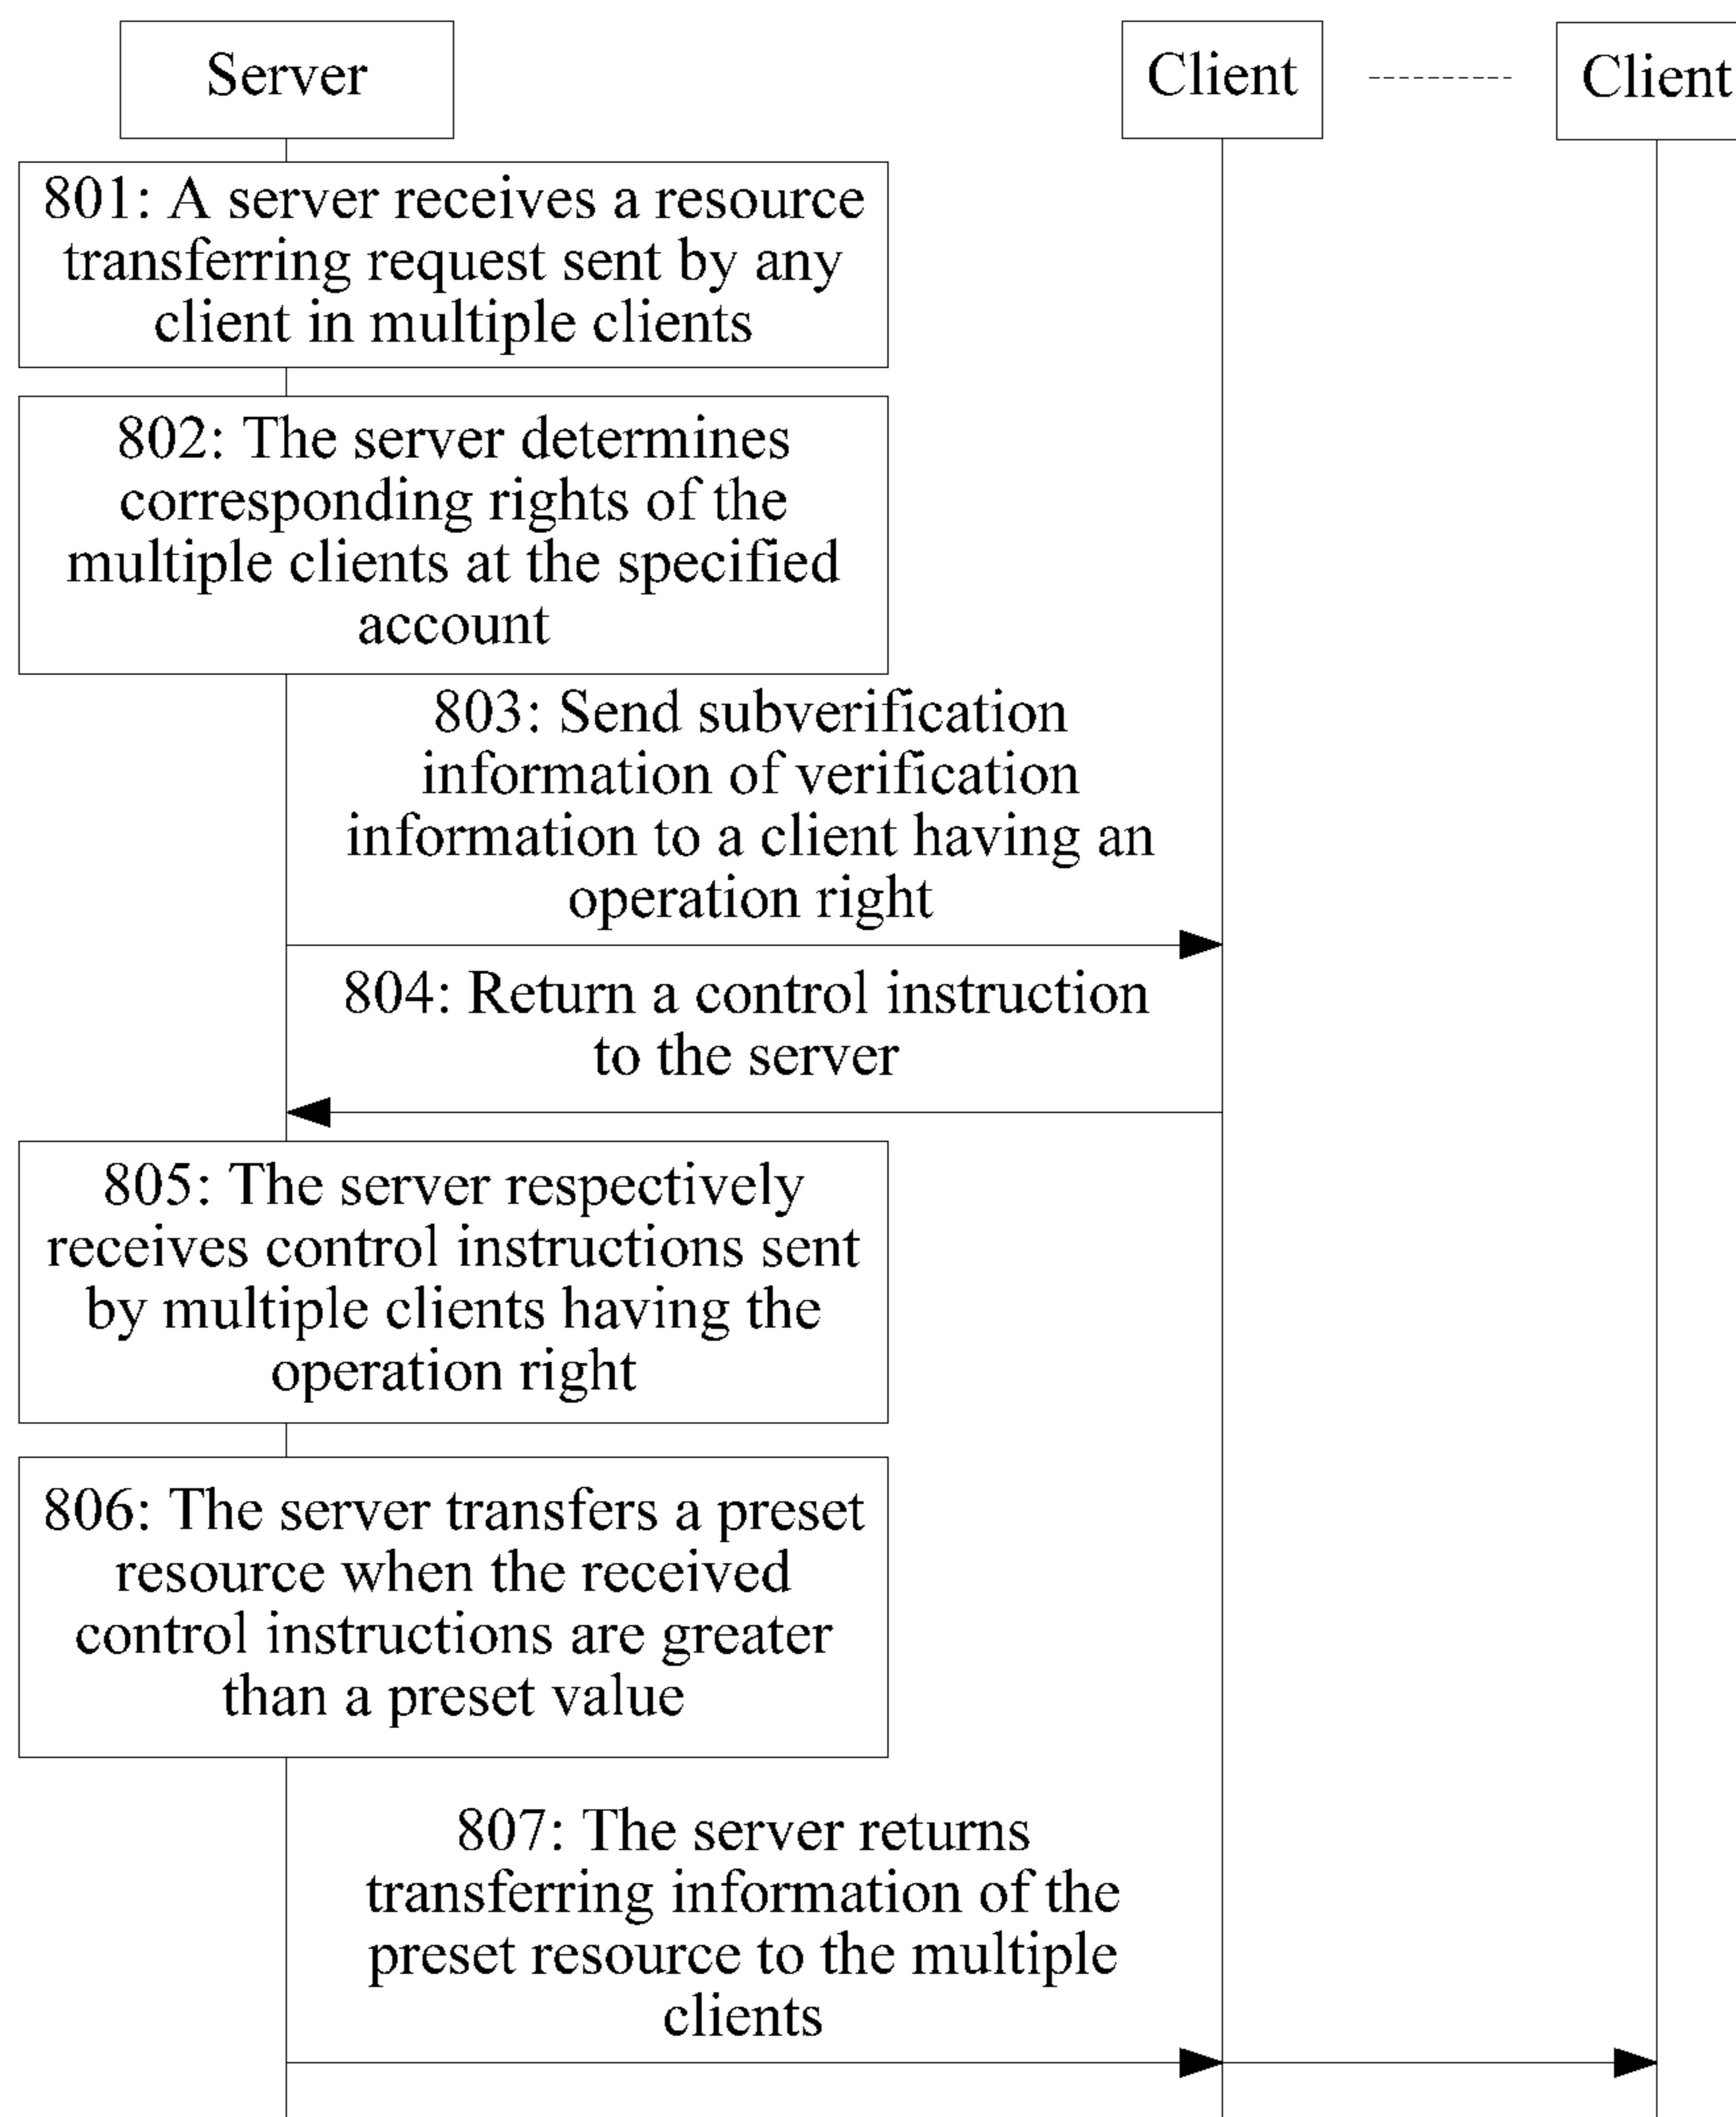 Server
Client
Client
801: A server receives a resource
transferring request sent by any
client in multiple clients
802: The server determines
corresponding rights of the
multiple clients at the specified
account
803: Send subverification
information of verification
information to a client having an
operation right
804: Return a control instruction
to the server
805: The server respectively
receives control instructions sent
by multiple clients having the
operation right
806: The server transfers a preset
resource when the received
control instructions are greater
than a preset value
807: The server returns
transferring information of the
preset resource to the multiple
clients